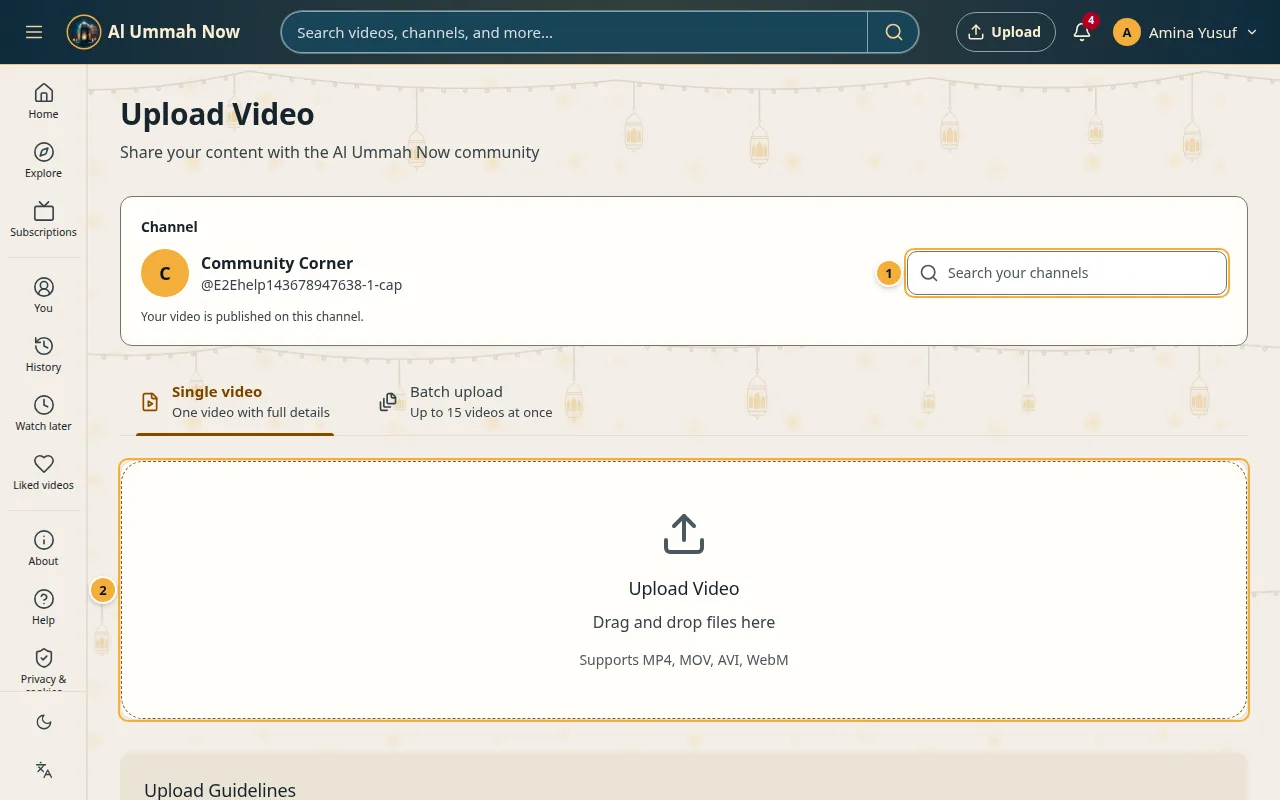 Al Ummah Now
Search videos, channels, and more...
Upload
4
A
Amina Yusuf
Home
Explore
Subscriptions
You
History
Watch later
Liked videos
About
Help
Privacy &
cookies
Upload Video
Share your content with the Al Ummah Now community
Channel
C
Community Corner
@E2Ehelp143678947638-1-cap
Your video is published on this channel.
1
Search your channels
Single video
One video with full details
Batch upload
Up to 15 videos at once
2
Upload Video
Drag and drop files here
Supports MP4, MOV, AVI, WebM
Upload Guidelines